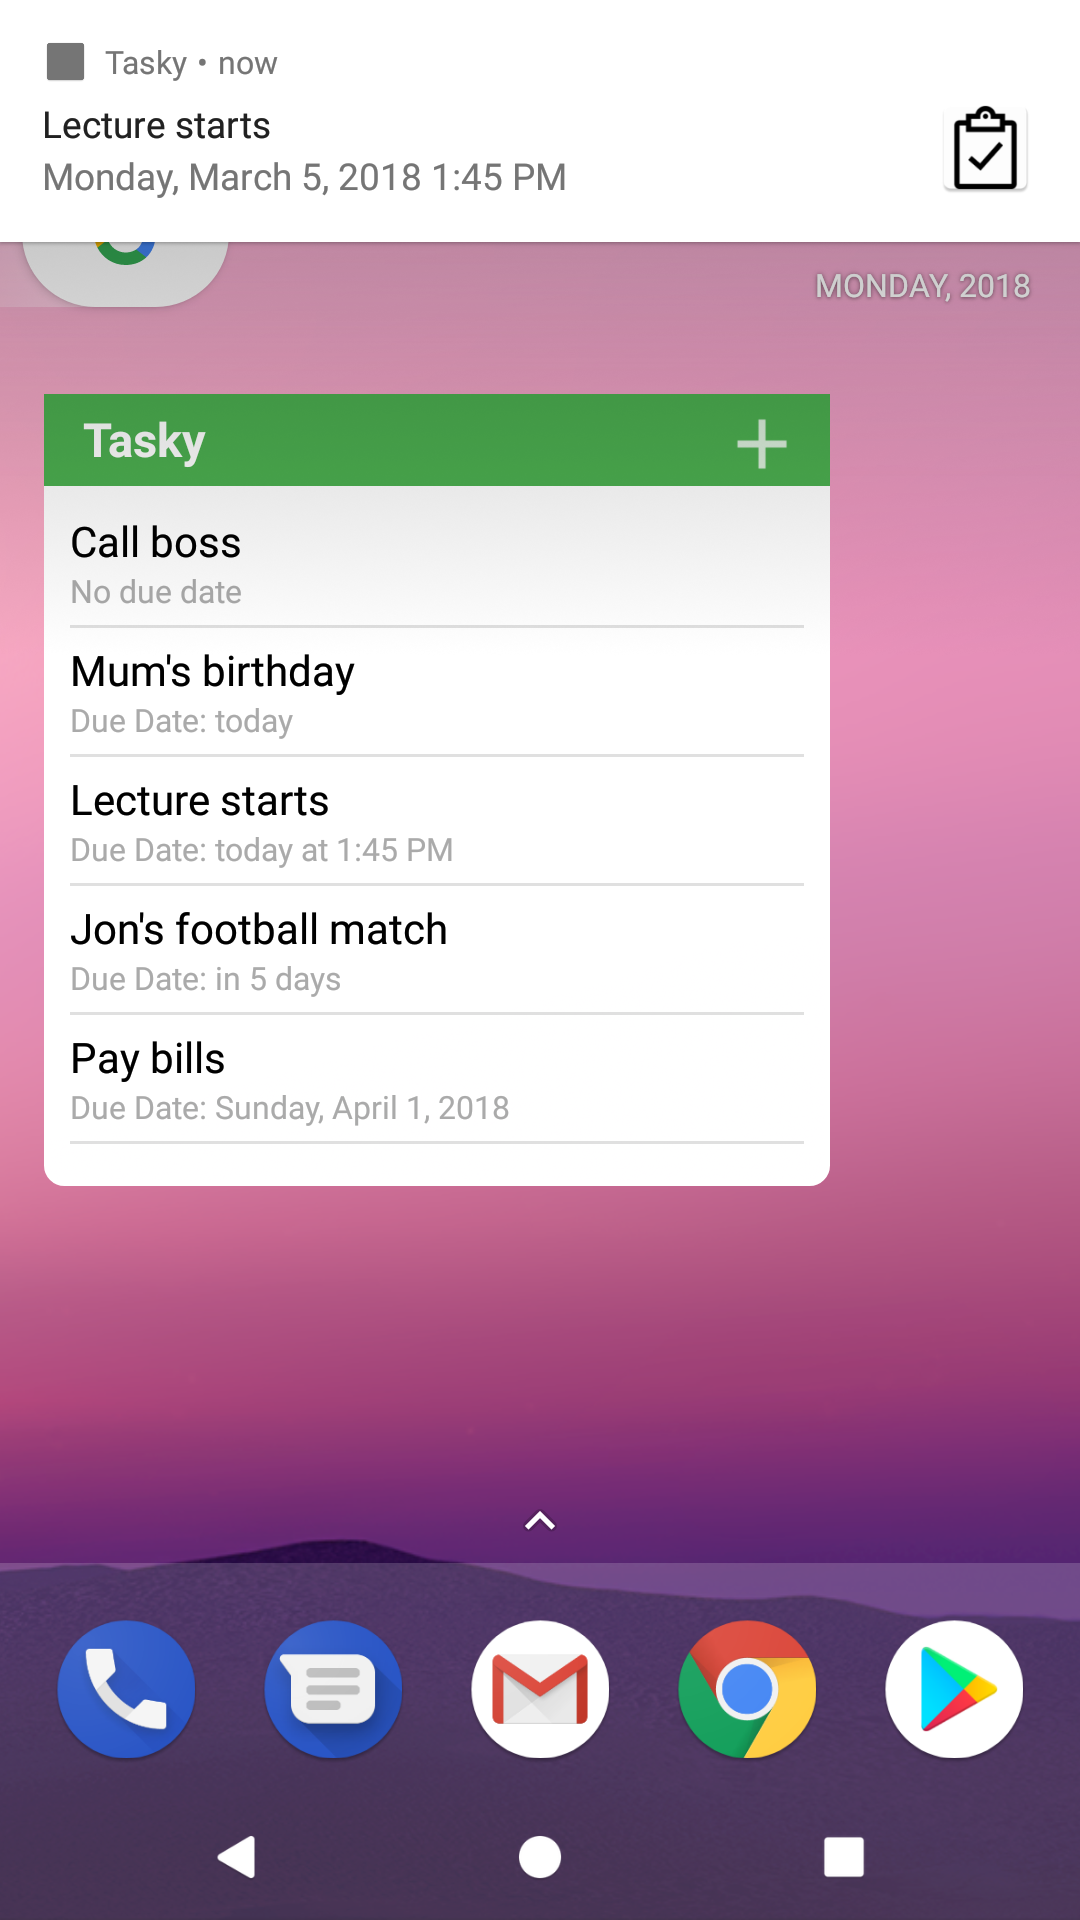 Tasky • now
Lecture starts
Monday, March 5, 2018 1:45 PM
MONDAY, 2018
Tasky
Call boss
No due date
Mum's birthday
Due Date: today
Lecture starts
Due Date: today at 1:45 PM
Jon's football match
Due Date: in 5 days
Pay bills
Due Date: Sunday, April 1, 2018